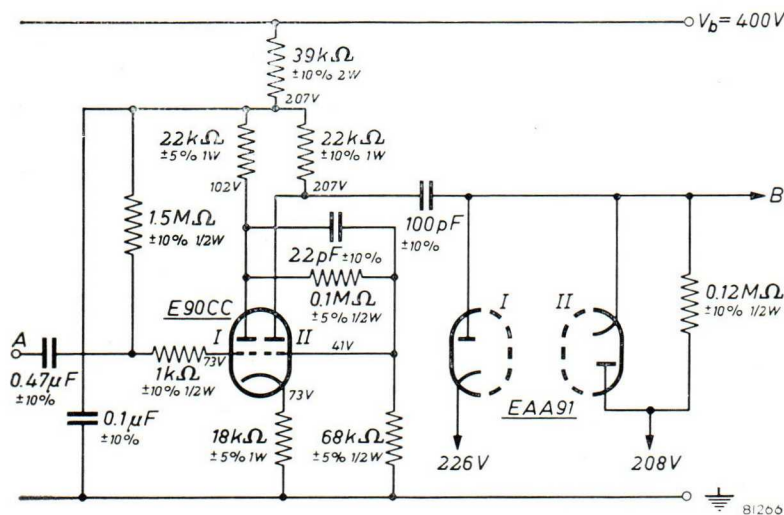 V_b = 400V
39kΩ
±10% 2W
207V
22kΩ
±5% 1W
22kΩ
±10% 1W
102V
207V
1.5MΩ
±10% 1/2W
100pF
±10%
B
22pF ±10%
0.1MΩ
±5% 1/2W
0.12MΩ
±10% 1/2W
E90CC
I
II
I
II
A
73V
41V
0.47µF
±10%
1kΩ
±10% 1/2W
73V
EAA91
0.1µF
±10%
18kΩ
±5% 1W
68kΩ
±5% 1/2W
226V
208V
81266